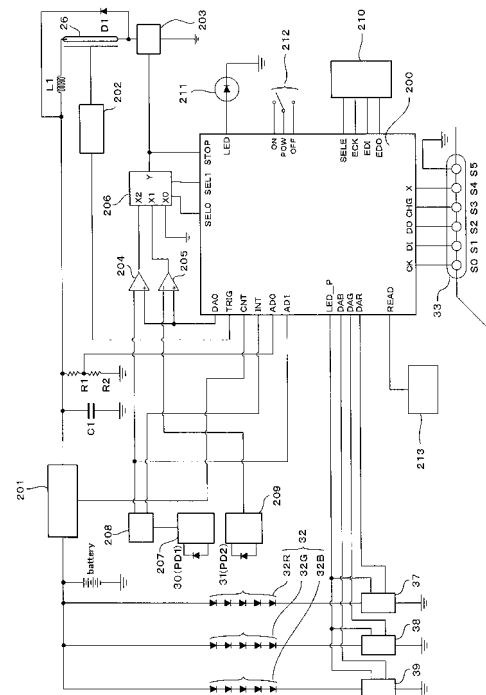 26
D1
203
L1
202
211
212
210
LED
ON
POW
OFF
SELE
ECK
EDI
EDO
200
206
X2
X1
X0
Y
STOP
SEL1
SEL0
204
205
DA0
TRIG
CNT
INT
AD0
AD1
LED_P
DAB
DAG
DAR
READ
CK
DI
DO
CHG
X
S0
S1
S2
S3
S4
S5
33
R1
R2
C1
201
213
208
207
209
30(PD1)
31(PD2)
battery
32
32R
32G
32B
37
38
39